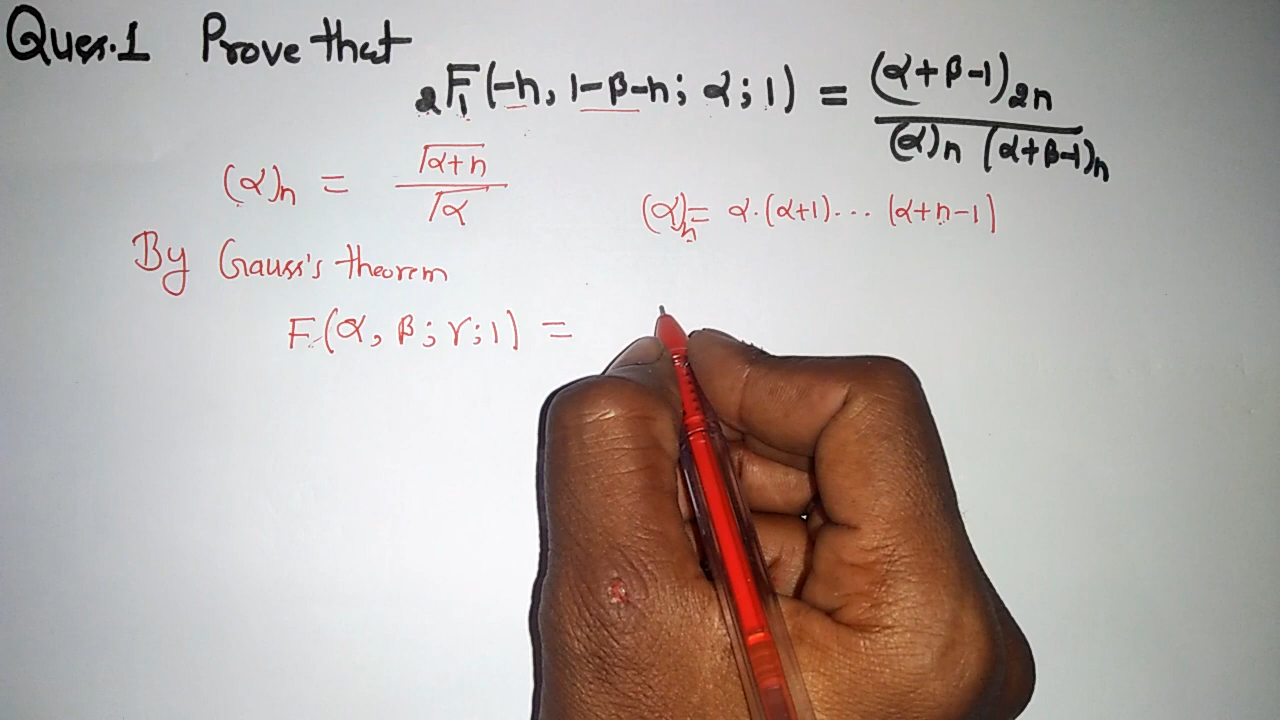 Ques.1 Prove that
₂F₁(-n, 1-β-n; α; 1) = (α+β-1)₂ₙ / (α)ₙ (α+β-1)ₙ
(α)ₙ = Γα+n / Γα
(α)ₙ = α·(α+1)··· (α+n-1)
By Gauss's theorem
F(α, β; γ; 1) =